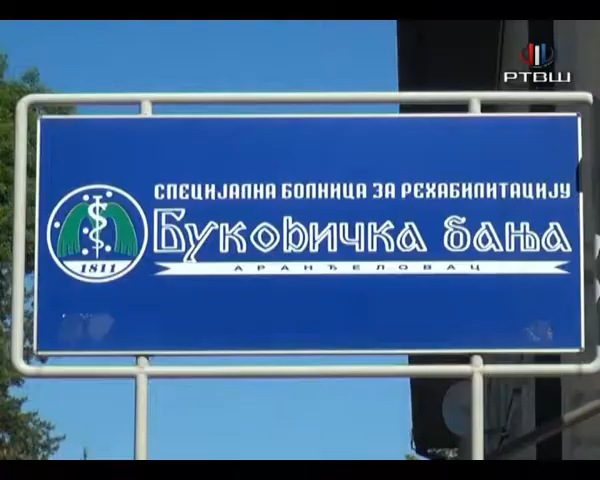 РТВШ
СПЕЦИЈАЛНА БОЛНИЦА ЗА РЕХАБИЛИТАЦИЈУ
Буковичка бања
АРАНЂЕЛОВАЦ
1811